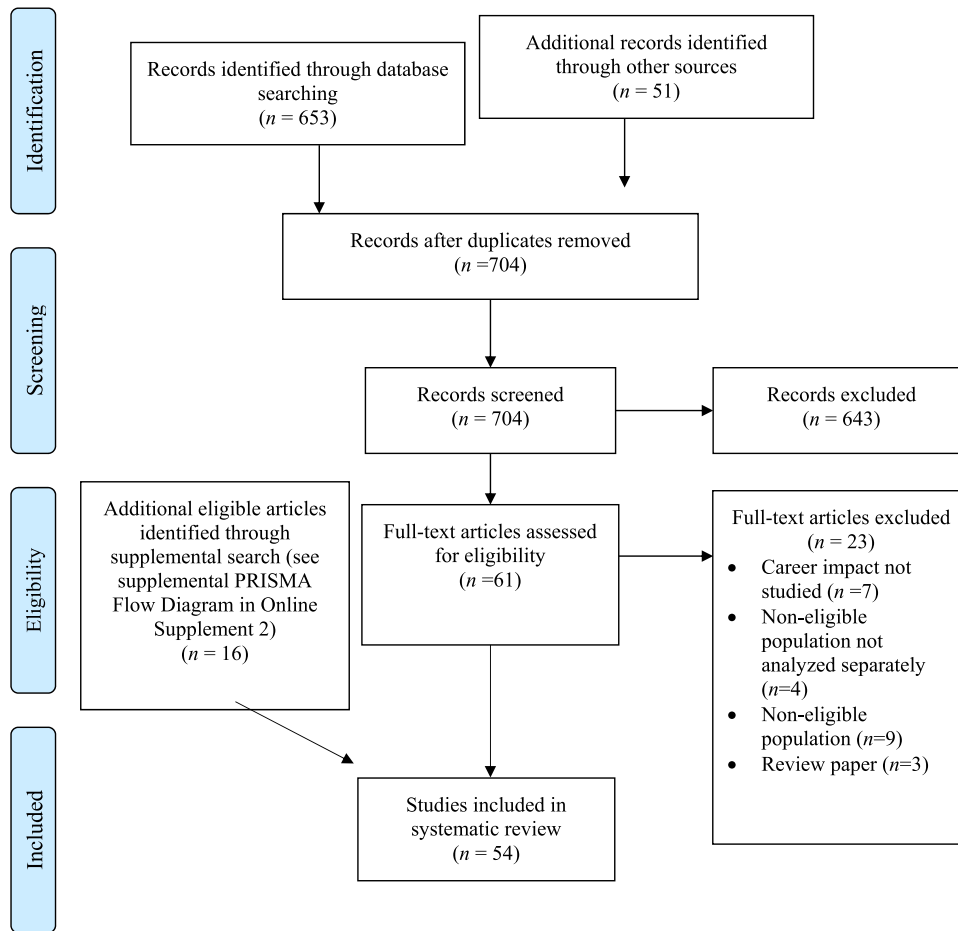 Identification
Records identified through database
searching
(n = 653)
Additional records identified
through other sources
(n = 51)
Records after duplicates removed
(n =704)
Screening
Records screened
(n = 704)
Records excluded
(n = 643)
Eligibility
Additional eligible articles
identified through
supplemental search (see
supplemental PRISMA
Flow Diagram in Online
Supplement 2)
(n = 16)
Full-text articles assessed
for eligibility
(n =61)
Full-text articles excluded
(n = 23)
• Career impact not
studied (n =7)
• Non-eligible
population not
analyzed separately
(n=4)
• Non-eligible
population (n=9)
• Review paper (n=3)
Included
Studies included in
systematic review
(n = 54)